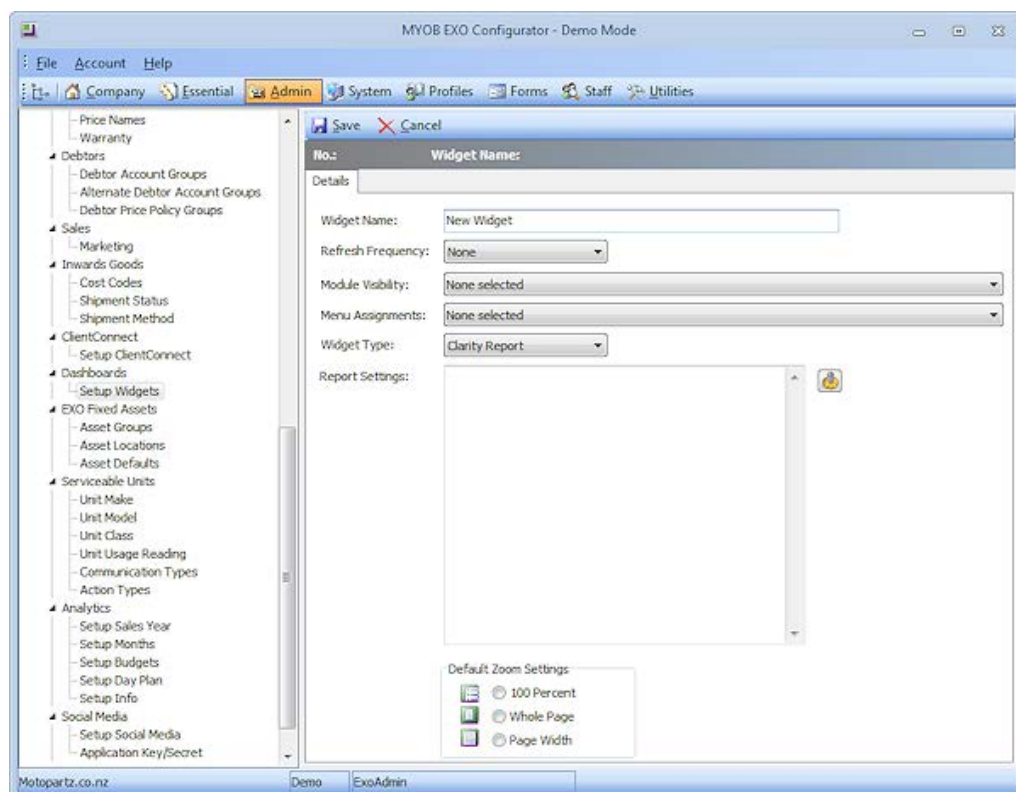 MYOB EXO Configurator - Demo Mode
File Account Help
Company Essential Admin System Profiles Forms Staff Utilities
Price Names
Warranty
Debtors
Debtor Account Groups
Alternate Debtor Account Groups
Debtor Price Policy Groups
Sales
Marketing
Inwards Goods
Cost Codes
Shipment Status
Shipment Method
ClientConnect
Setup ClientConnect
Dashboards
Setup Widgets
EXO Fixed Assets
Asset Groups
Asset Locations
Asset Defaults
Serviceable Units
Unit Make
Unit Model
Unit Class
Unit Usage Reading
Communication Types
Action Types
Analytics
Setup Sales Year
Setup Months
Setup Budgets
Setup Day Plan
Setup Info
Social Media
Setup Social Media
Application Key/Secret
Save Cancel
No.: Widget Name:
Details
Widget Name: New Widget
Refresh Frequency: None
Module Visibility: None selected
Menu Assignments: None selected
Widget Type: Clarity Report
Report Settings:
Default Zoom Settings
100 Percent
Whole Page
Page Width
Motopartz.co.nz Demo ExoAdmin